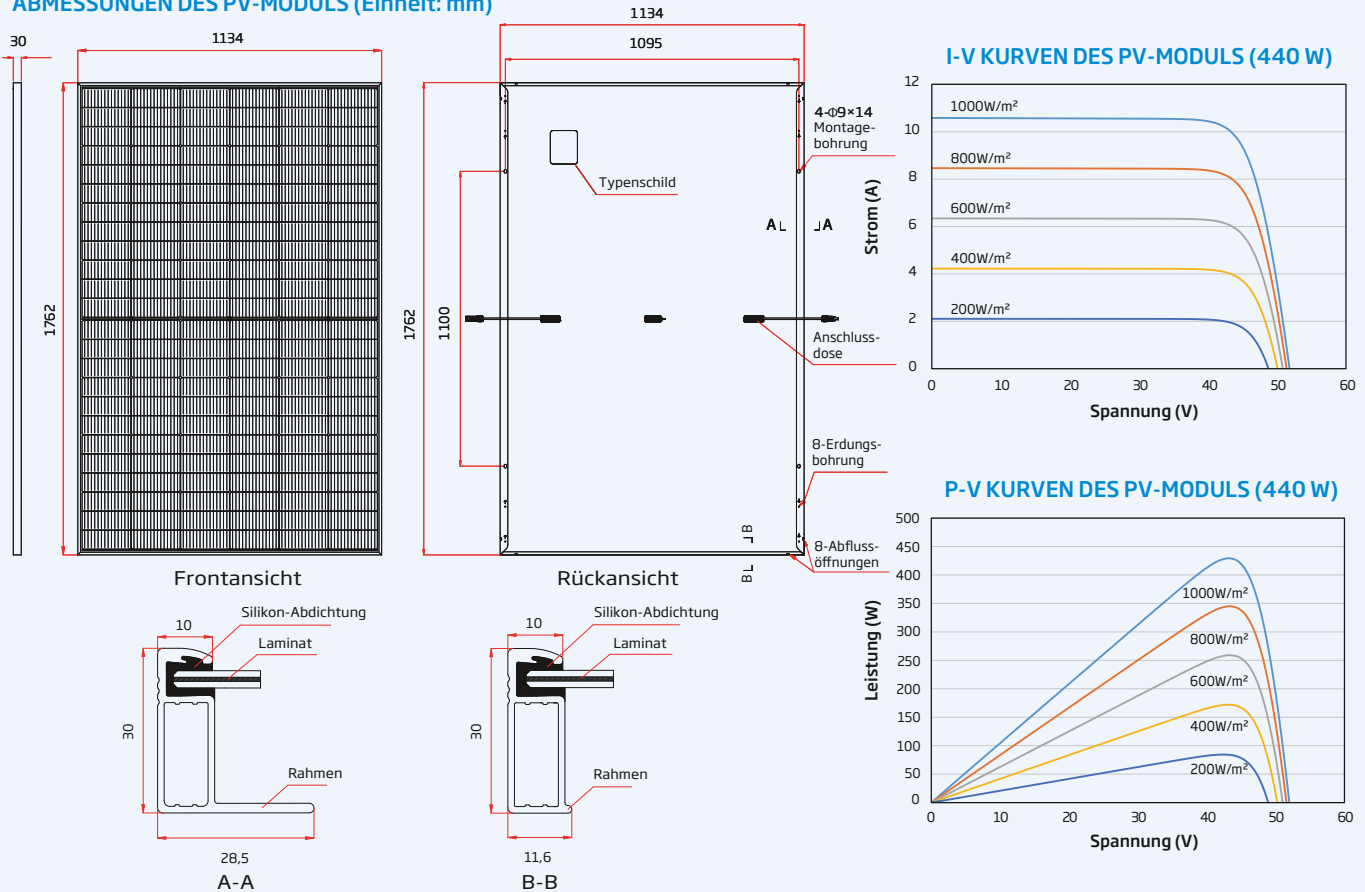 ABMESSUNGEN DES PV-MODULS (Einheit: mm)
30
1134
1762
Frontansicht
1134
1095
1762
1100
4-Φ9×14
Montage-
bohrung
Typenschild
A
A
Anschluss-
dose
8-Erdungs-
bohrung
B
B
8-Abfluss-
öffnungen
Rückansicht
Silikon-Abdichtung
10
Laminat
30
Rahmen
28,5
A-A
Silikon-Abdichtung
10
Laminat
30
Rahmen
11,6
B-B
I-V KURVEN DES PV-MODULS (440 W)
12
10
8
6
4
2
0
Strom (A)
1000W/m²
800W/m²
600W/m²
400W/m²
200W/m²
0 10 20 30 40 50 60
Spannung (V)
P-V KURVEN DES PV-MODULS (440 W)
500
450
400
350
300
250
200
150
100
50
0
Leistung (W)
1000W/m²
800W/m²
600W/m²
400W/m²
200W/m²
0 10 20 30 40 50 60
Spannung (V)